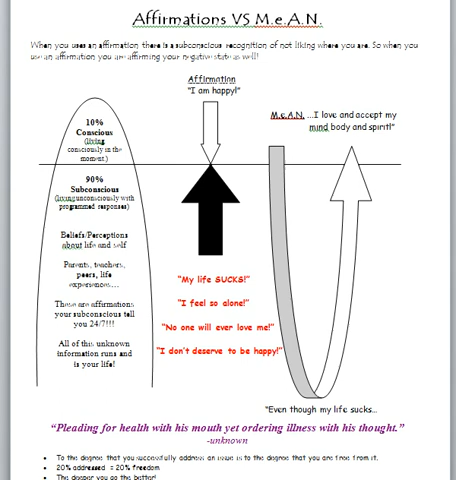 Affirmations VS M.e.A.N.
When you uses an affirmation there is a subconscious recognition of not liking where you are. So when you
use an affirmation you are affirming your negative state as well!
Affirmation
"I am happy!"
M.e.A.N. ...I love and accept my
mind body and spirit!"
10%
Conscious
(living
consciously in the
moment.)
90%
Subconscious
(living unconsciously with
programmed responses)
Beliefs/Perceptions
about life and self
Parents, teachers,
peers, life
experiences....
These are affirmations
your subconscious tell
you 24/7!!!
All of this unknown
information runs and
is your life!
"My life SUCKS!"
"I feel so alone!"
"No one will ever love me!"
"I don't deserve to be happy!"
"Even though my life sucks...
"Pleading for health with his mouth yet ordering illness with his thought."
-unknown
To the degree that you successfully address an issue is to the degree that you are free from it.
20% addressed = 20% freedom
The deeper you go the better!